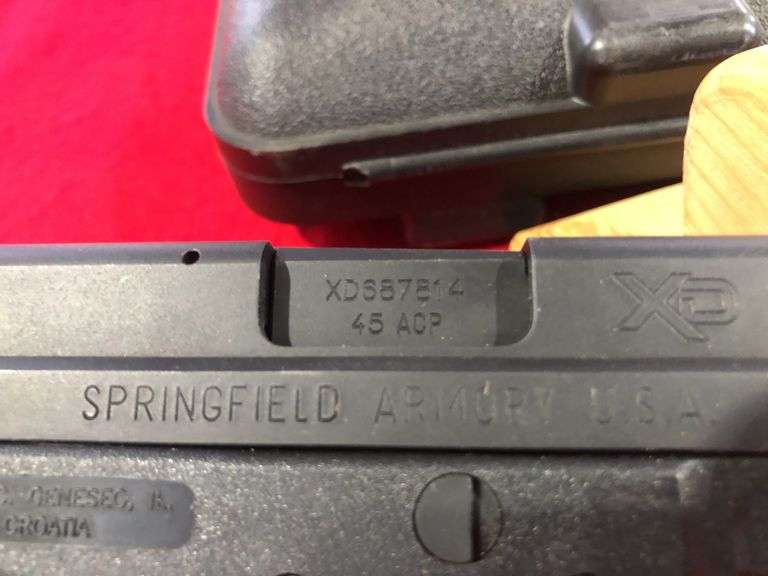 XD687814
45 ACP
XD
SPRINGFIELD ARMORY U.S.A.
GENESEO, IL
CROATIA